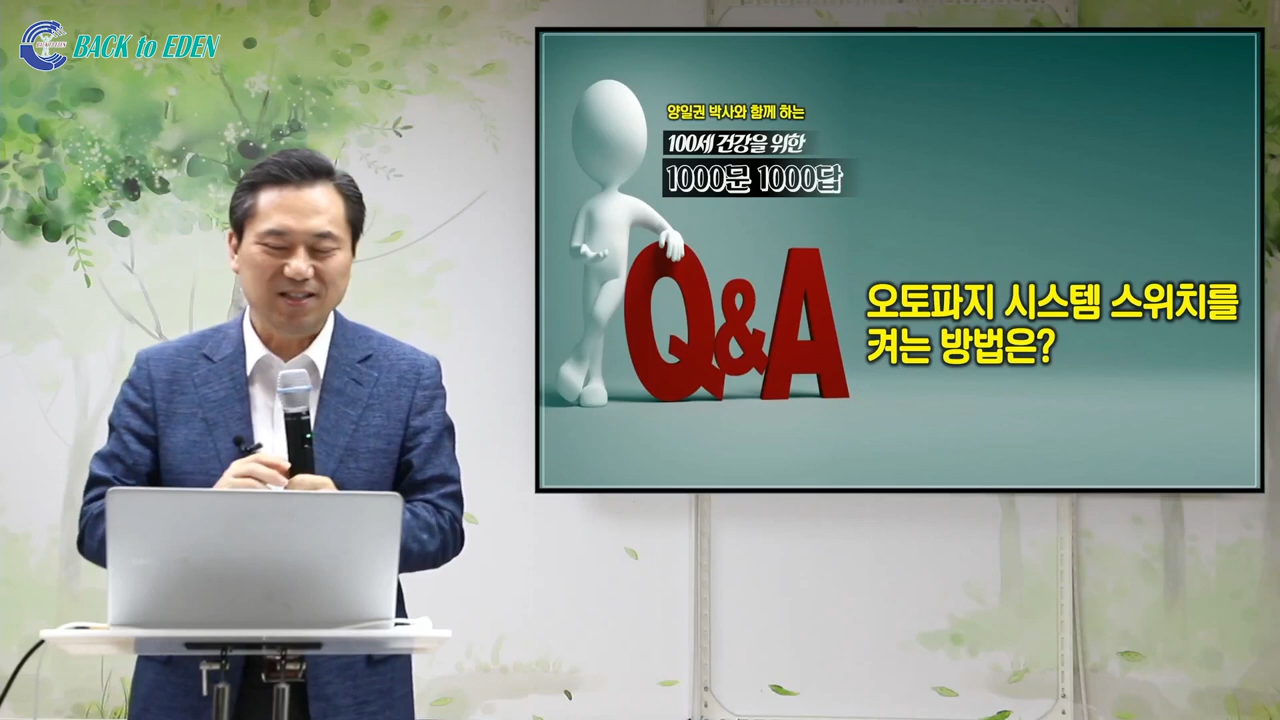 BACK to EDEN
양일권 박사와 함께 하는
100세 건강을 위한
1000문 1000답
Q&A
오토파지 시스템 스위치를
켜는 방법은?